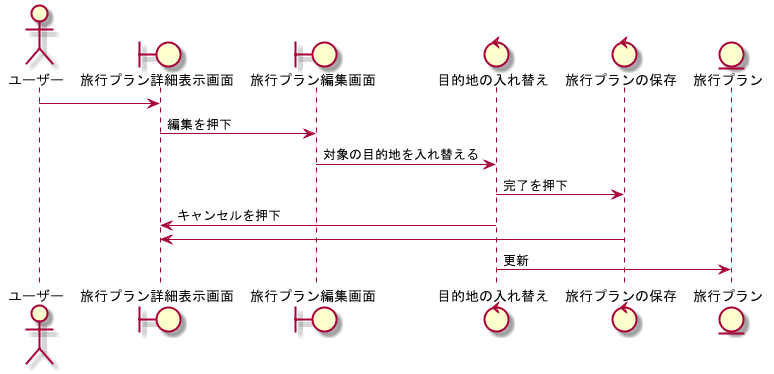 ユーザー 旅行プラン詳細表示画面 旅行プラン編集画面 目的地の入れ替え 旅行プランの保存 旅行プラン
編集を押下
対象の目的地を入れ替える
完了を押下
キャンセルを押下
更新
ユーザー 旅行プラン詳細表示画面 旅行プラン編集画面 目的地の入れ替え 旅行プランの保存 旅行プラン